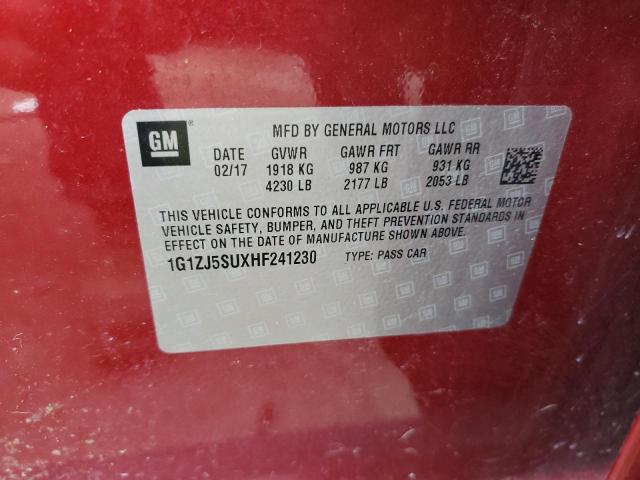 GM
MFD BY GENERAL MOTORS LLC
DATE GVWR GAWR FRT GAWR RR
02/17 1918 KG 987 KG 931 KG
4230 LB 2177 LB 2053 LB
THIS VEHICLE CONFORMS TO ALL APPLICABLE U.S. FEDERAL MOTOR
VEHICLE SAFETY, BUMPER, AND THEFT PREVENTION STANDARDS IN
EFFECT ON THE DATE OF MANUFACTURE SHOWN ABOVE.
1G1ZJ5SUXHF241230 TYPE: PASS CAR